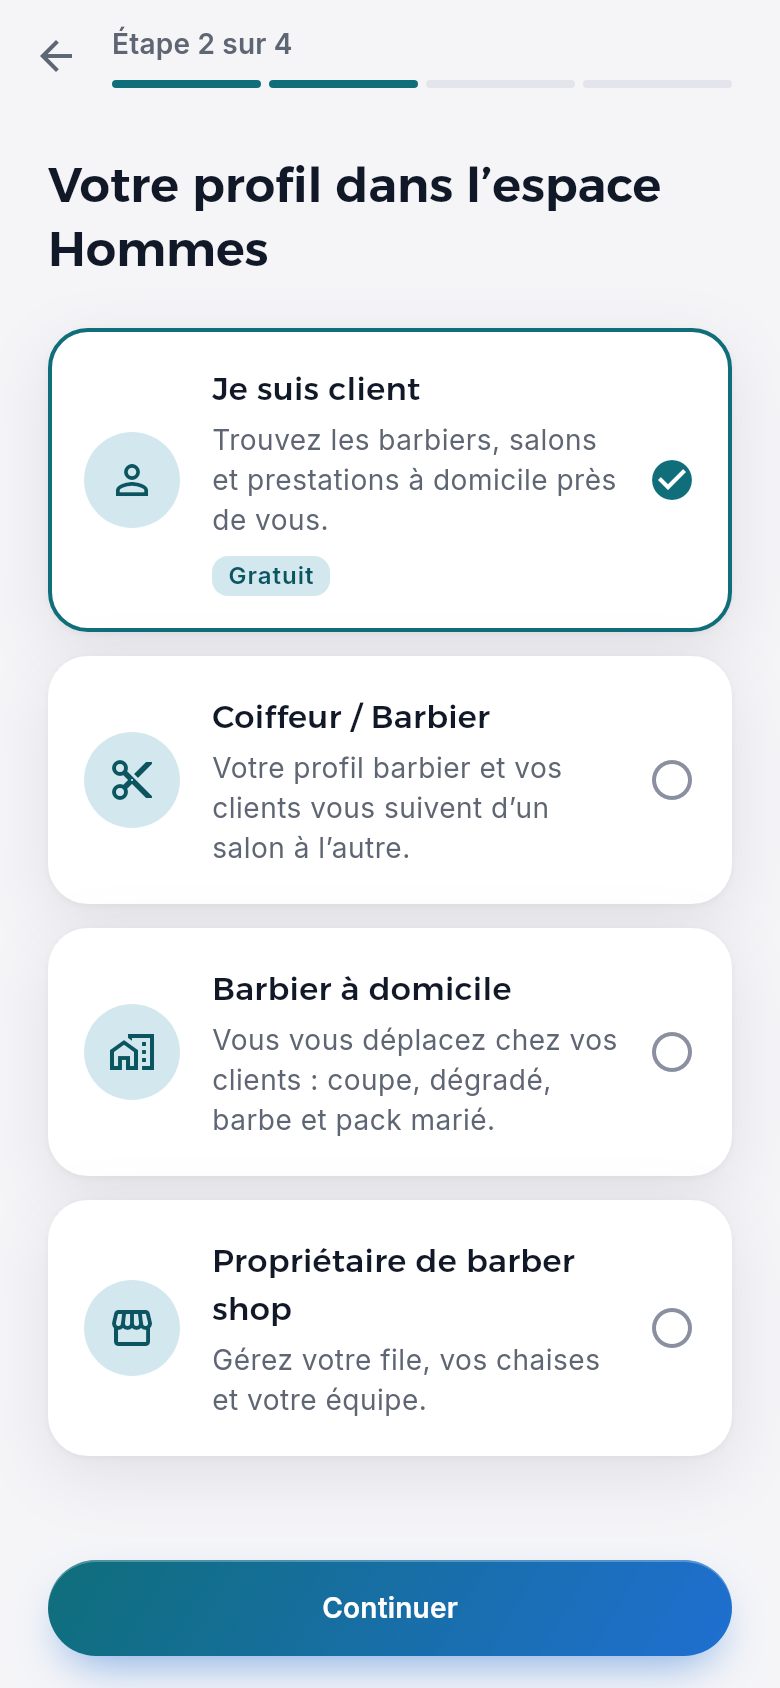 Étape 2 sur 4
Votre profil dans l’espace
Hommes
Je suis client
Trouvez les barbiers, salons
et prestations à domicile près
de vous.
Gratuit
Coiffeur / Barbier
Votre profil barbier et vos
clients vous suivent d’un
salon à l’autre.
Barbier à domicile
Vous vous déplacez chez vos
clients : coupe, dégradé,
barbe et pack marié.
Propriétaire de barber
shop
Gérez votre file, vos chaises
et votre équipe.
Continuer